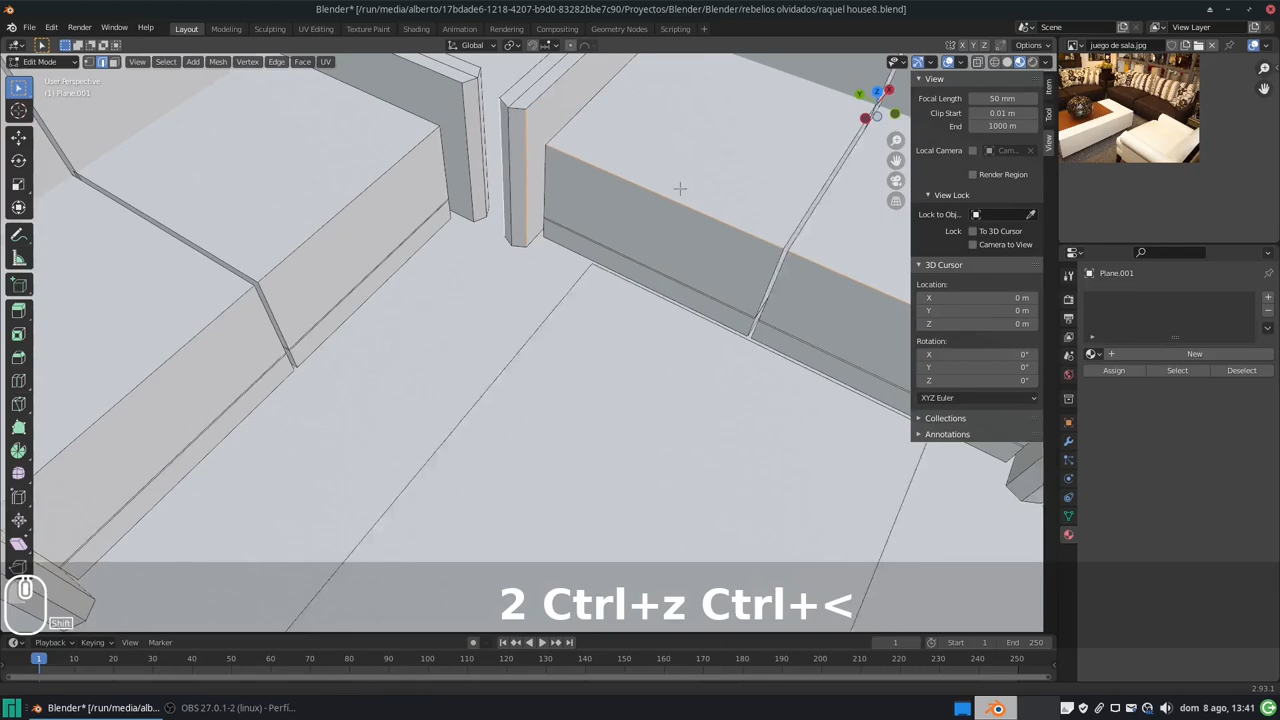 Blender* [/run/media/alberto/17bdade6-1218-4207-b9d0-83282bbe7c90/Proyectos/Blender/Blender/rebelios olvidados/raquel house8.blend]
File Edit Render Window Help Layout Modeling Sculpting UV Editing Texture Paint Shading Animation Rendering Compositing Geometry Nodes Scripting Scene View Layer
Global X Y Z Options juego de sala.jpg
Edit Mode View Select Add Mesh Vertex Edge Face UV
User Perspective
(1) Plane.001
View
Focal Length 50 mm
Clip Start 0.01 m
End 1000 m
Local Camera Cam...
Render Region
View Lock
Lock to Obj...
Lock: To 3D Cursor
Camera to View
3D Cursor
Location:
X 0 m
Y 0 m
Z 0 m
Rotation:
X 0°
Y 0°
Z 0°
XYZ Euler
Collections
Annotations
Item
Tool
View
Z Y X
Plane.001
New
Assign Select Deselect
2 Ctrl+z Ctrl+<
Shift
Playback Keying View Marker 1 Start 1 End 250
1 10 20 30 40 50 60 70 80 90 100 110 120 130 140 150 160 170 180 190 200 210 220 230 240 250
2.93.1
Blender* [/run/media/alb... OBS 27.0.1-2 (linux) - Perfi... dom 8 ago, 13:41